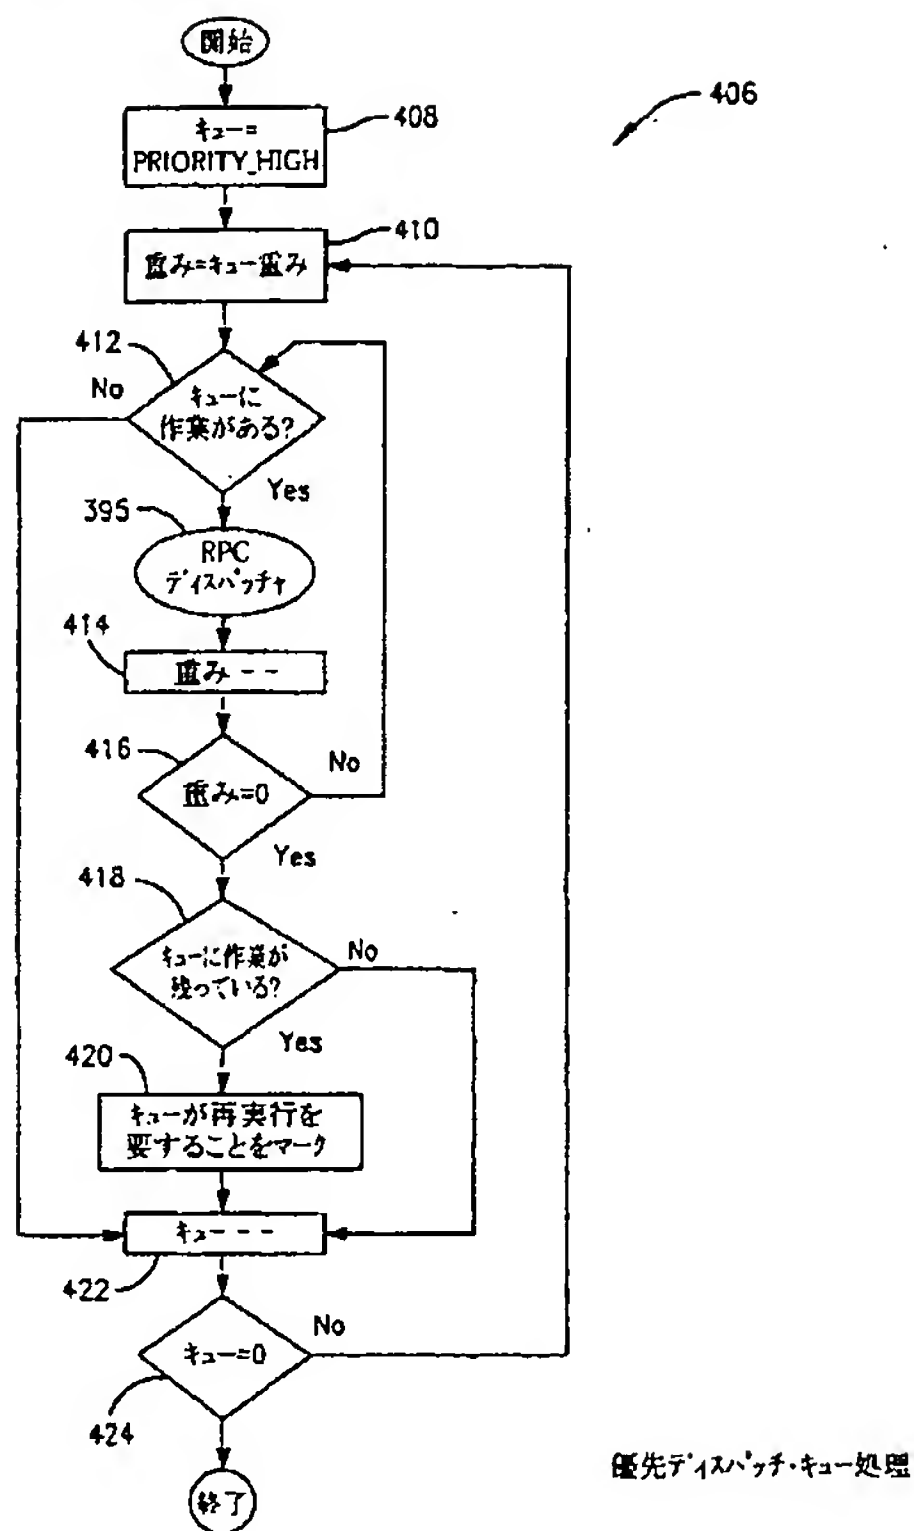 開始
406
キュー=
PRIORITY_HIGH
408
410
重み=キュー重み
412
No
キューに
作業がある?
Yes
395
RPC
ディスパッチャ
414
重み--
416
No
重み=0
Yes
418
キューに作業が
残っている?
No
Yes
420
キューが再実行を
要することをマーク
キュー--
422
No
キュー=0
424
終了
優先ディスパッチ・キュー処理